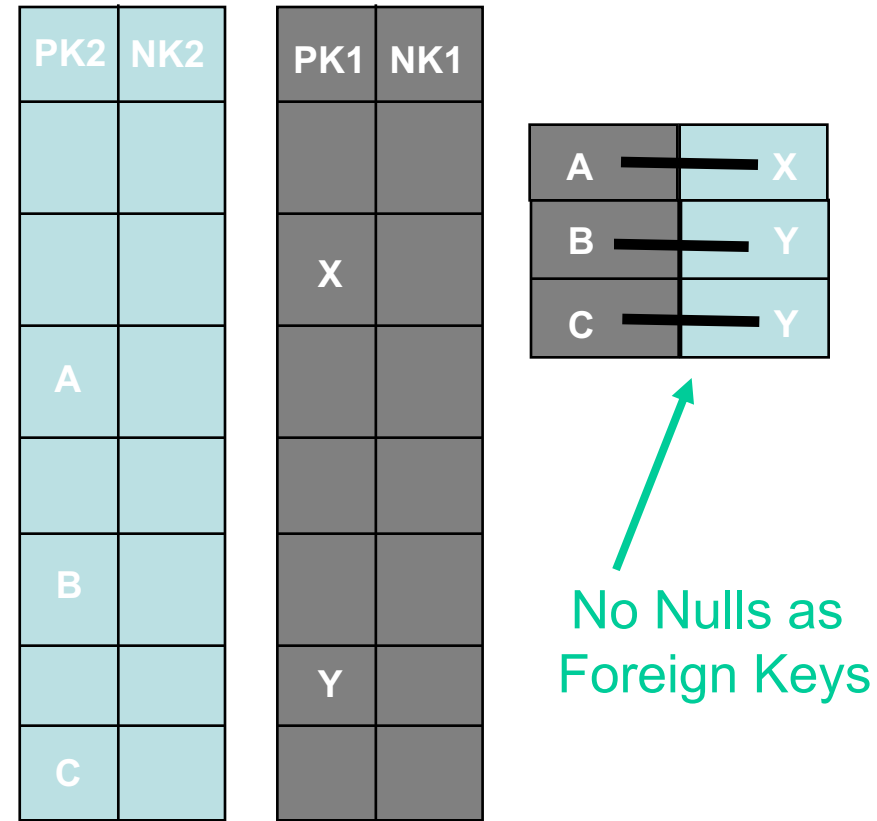 PK2 NK2
A
B
C
PK1 NK1
X
Y
A X
B Y
C Y
No Nulls as
Foreign Keys